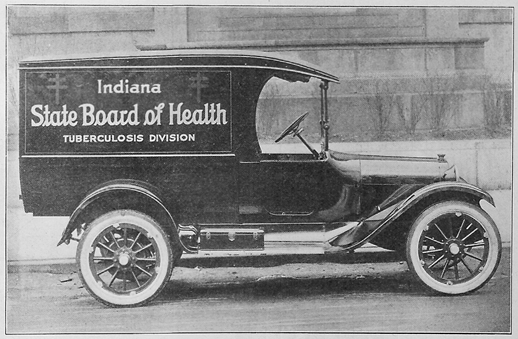 Indiana
State Board of Health
TUBERCULOSIS DIVISION